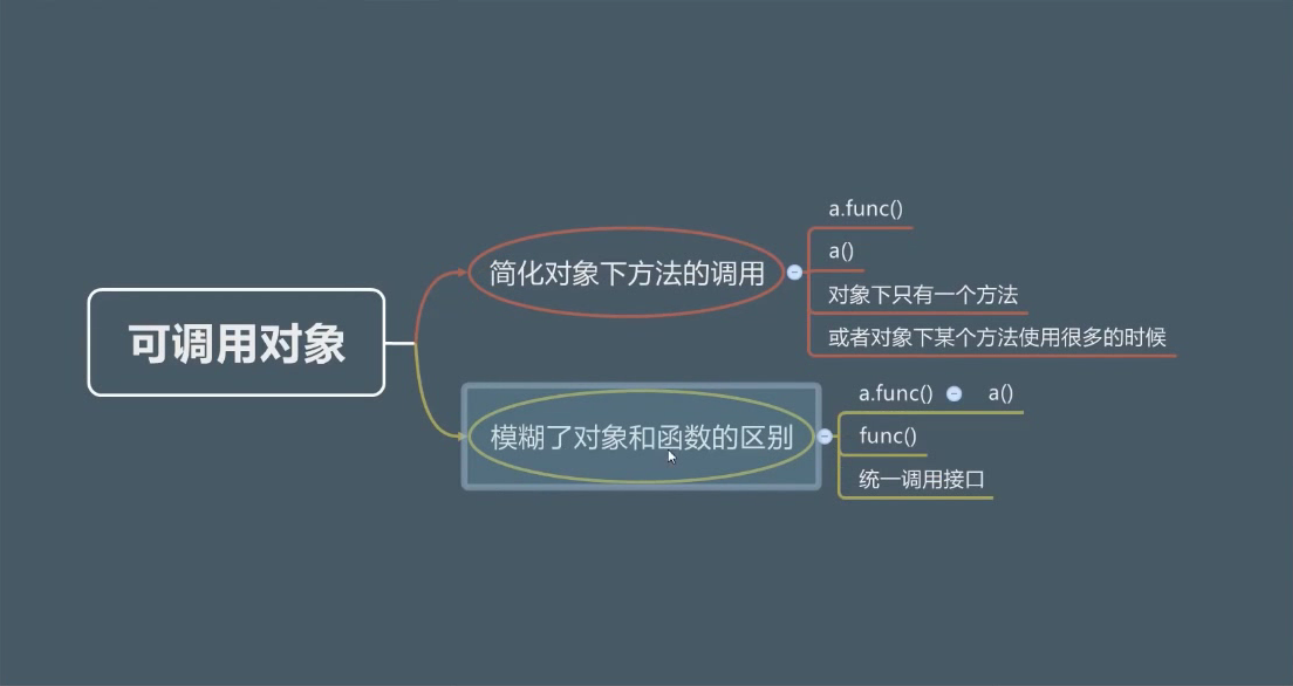 可调用对象
简化对象下方法的调用
a.func()
a()
对象下只有一个方法
或者对象下某个方法使用很多的时候
模糊了对象和函数的区别
a.func() a()
func()
统一调用接口